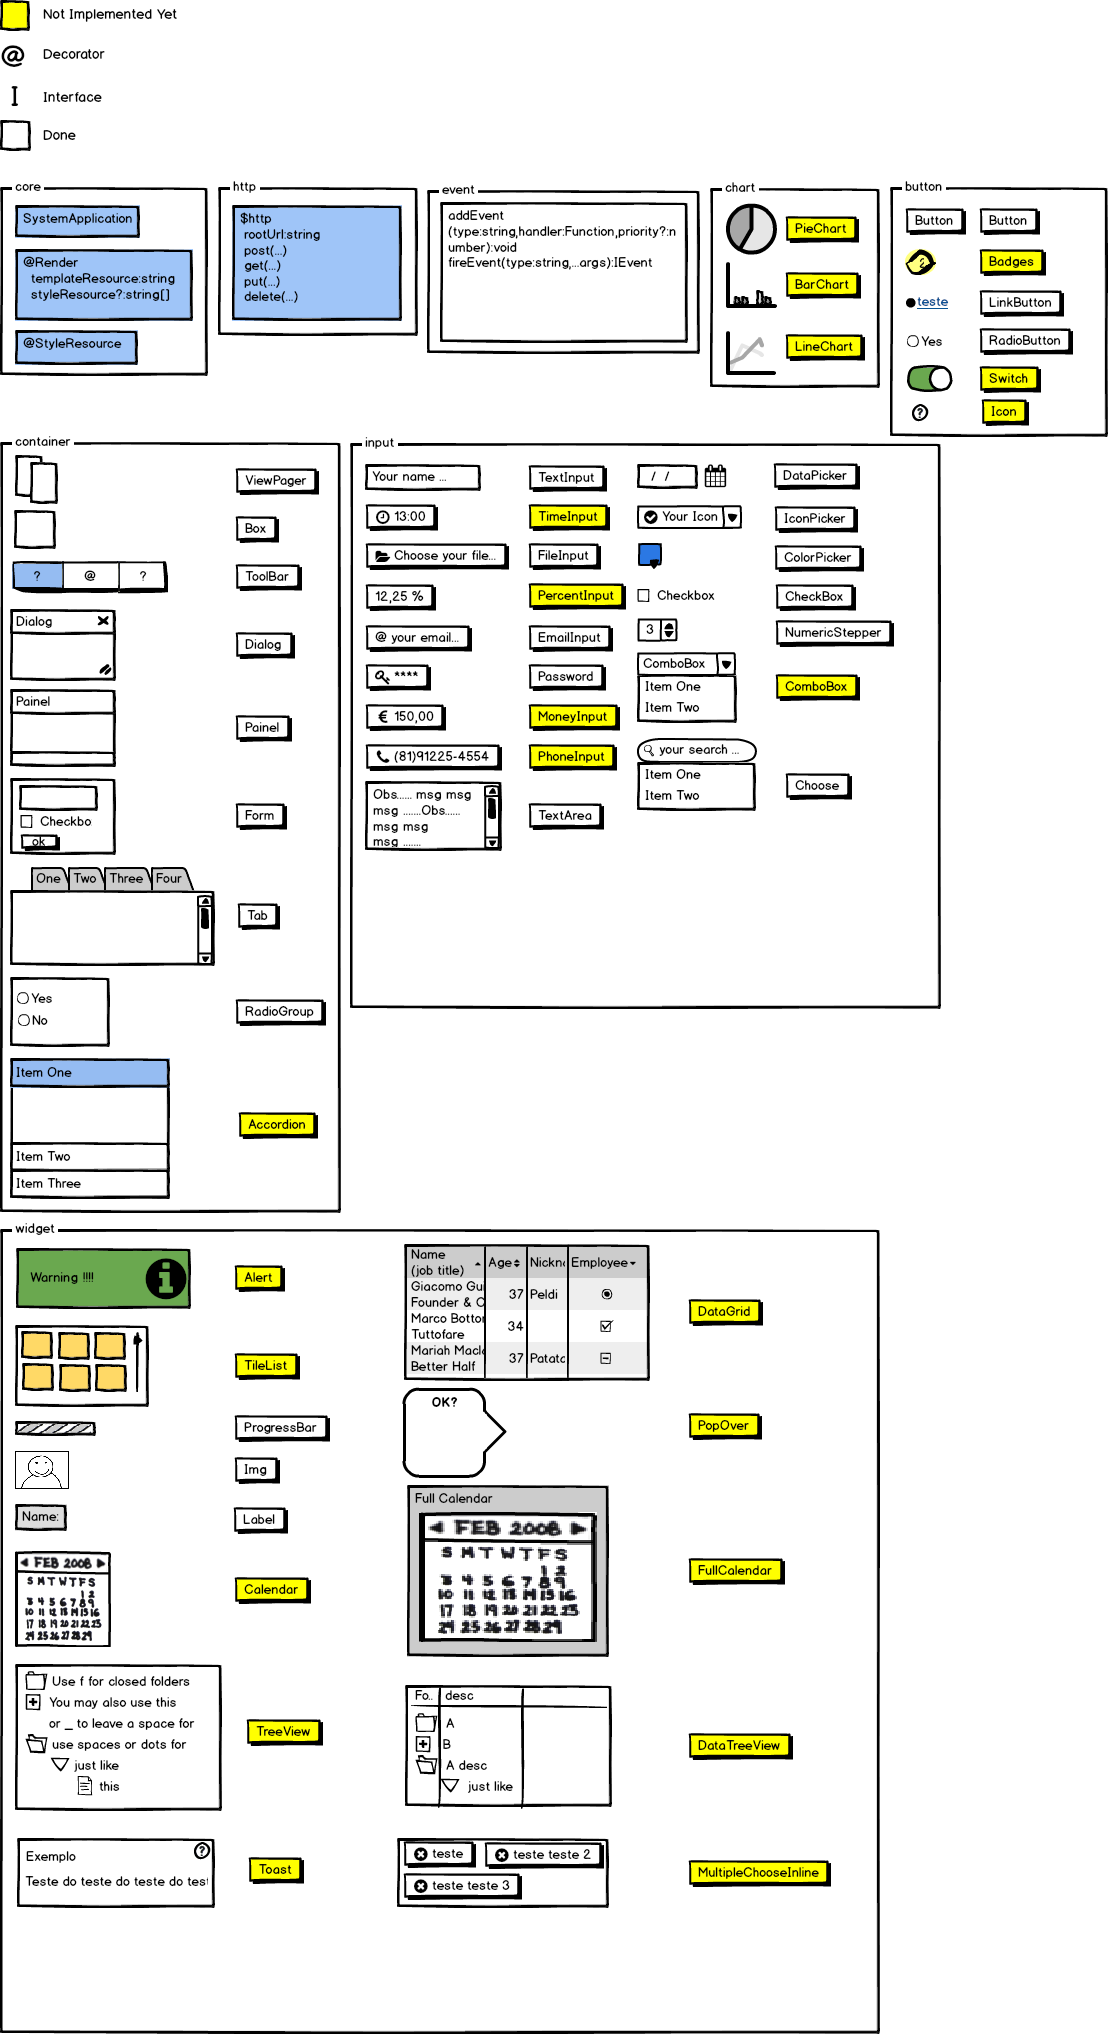 Not Implemented Yet
@ Decorator
I Interface
Done
core
SystemApplication
@Render
templateResource:string
styleResource?:string[]
@StyleResource
http
$http
rootUrl:string
post(...)
get(...)
put(...)
delete(...)
event
addEvent
(type:string,handler:Function,priority?:n
umber):void
fireEvent(type:string,...args):IEvent
chart
PieChart
BarChart
LineChart
button
Button Button
2 Badges
teste LinkButton
Yes RadioButton
Switch
? Icon
container
ViewPager
Box
? @ ? ToolBar
Dialog
Dialog
Painel
Painel
Checkbo
ok
Form
One Two Three Four
Tab
Yes
No
RadioGroup
Item One
Accordion
Item Two
Item Three
input
Your name ... TextInput
13:00 TimeInput
Choose your file... FileInput
12,25 % PercentInput
@ your email... EmailInput
**** Password
€ 150,00 MoneyInput
(81)91225-4554 PhoneInput
Obs...... msg msg
msg .......Obs......
msg msg
msg .......
TextArea
/ / DataPicker
Your Icon IconPicker
ColorPicker
Checkbox CheckBox
3 NumericStepper
ComboBox
Item One
Item Two
ComboBox
your search ...
Item One
Item Two
Choose
widget
Warning !!!! Alert
TileList
ProgressBar
Img
Name: Label
FEB 2008
S M T W T F S
1 2
3 4 5 6 7 8 9
10 11 12 13 14 15 16
17 18 19 20 21 22 23
24 25 26 27 28 29
Calendar
Use f for closed folders
You may also use this
or _ to leave a space for
use spaces or dots for
just like
this
TreeView
Exemplo ?
Teste do teste do teste do test
Toast
Name
(job title) Age Nickn Employee
Giacomo Gu
Founder & C 37 Peldi
Marco Botto
Tuttofare 34
Mariah Macl
Better Half 37 Patat
DataGrid
OK?
PopOver
Full Calendar
FEB 2008
S M T W T F S
1 2
3 4 5 6 7 8 9
10 11 12 13 14 15 16
17 18 19 20 21 22 23
24 25 26 27 28 29
FullCalendar
Fo.. desc
A
B
A desc
just like
DataTreeView
teste teste teste 2
teste teste 3
MultipleChooseInline